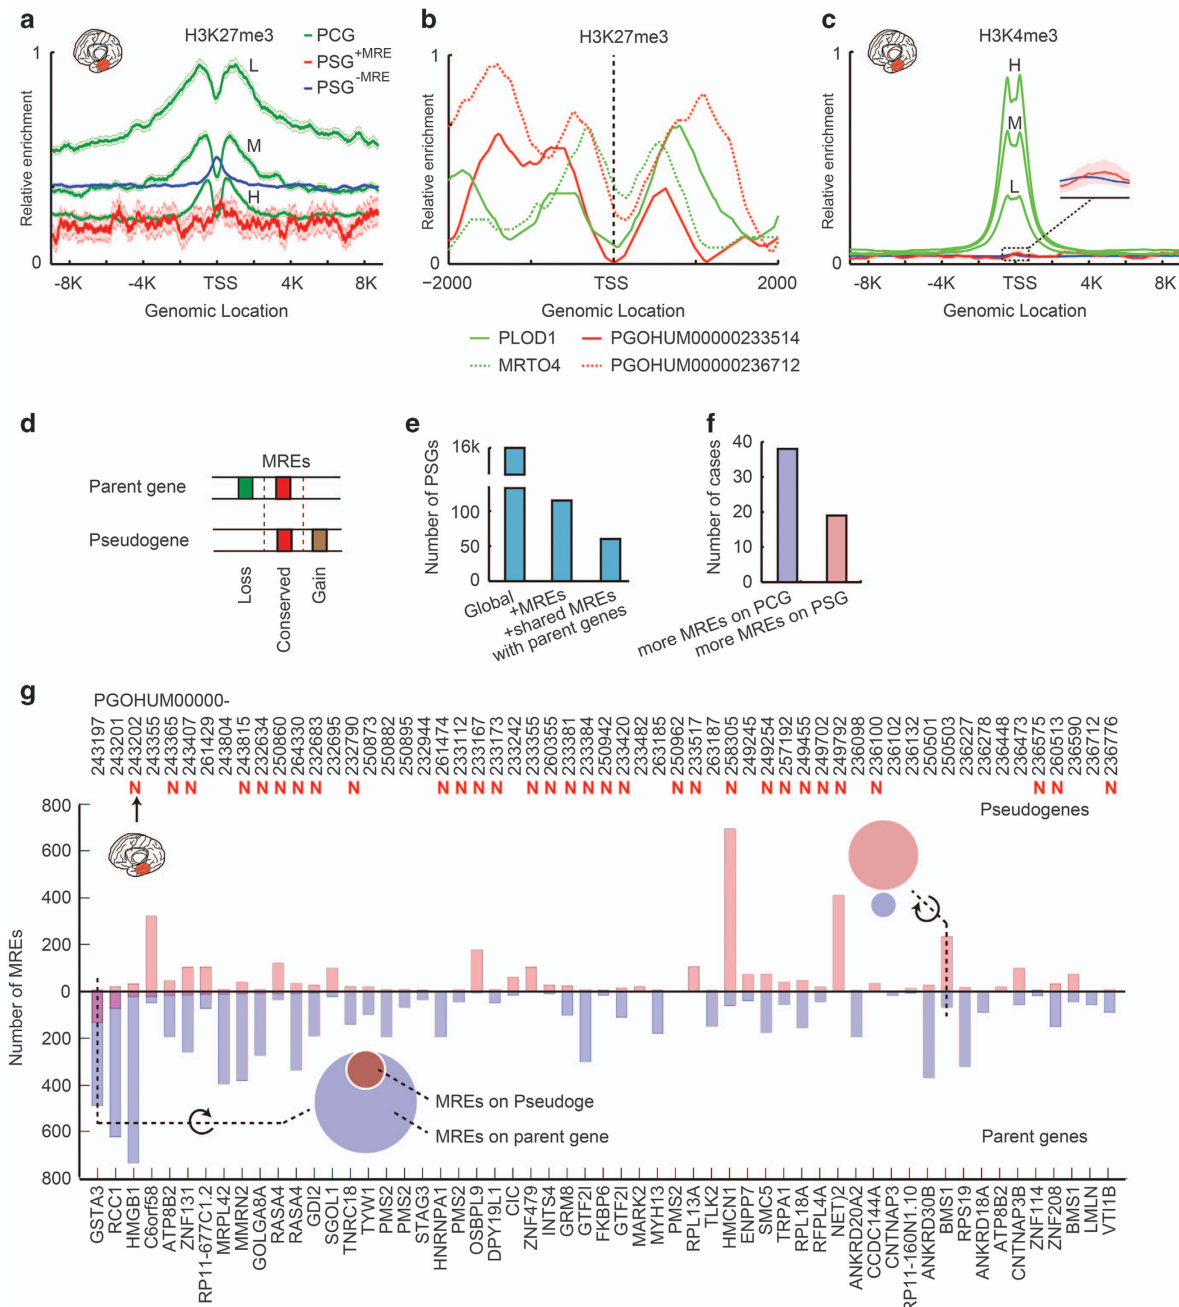 a
H3K27me3
PCG
PSG+MRE
PSG-MRE
Relative enrichment
1
0
L
M
H
-8K
-4K
TSS
4K
8K
Genomic Location
b
H3K27me3
Relative enrichment
1
0
−2000
TSS
2000
Genomic Location
PLOD1
MRTO4
PGOHUM00000233514
PGOHUM00000236712
c
H3K4me3
Relative enrichment
1
0
H
M
L
-8K
-4K
TSS
4K
8K
Genomic Location
d
MREs
Parent gene
Pseudogene
Loss
Conserved
Gain
e
Number of PSGs
16k
100
50
0
Global
+MREs
+shared MREs
with parent genes
f
Number of cases
40
30
20
10
0
more MREs on PCG
more MREs on PSG
g
PGOHUM00000-
243197
243201
243202
243355
243365
243407
261429
243804
243815
232634
250860
264330
232683
232695
232790
250873
250882
250895
232944
261474
233112
233167
233173
233242
233355
260355
233381
233384
250942
233420
233482
263185
250962
233517
263187
258305
249245
249254
257192
249455
249702
249792
236098
236100
236132
250501
250503
236227
236278
236448
236473
236575
260513
236590
236712
236776
N N N N N N N N N N N N N N N N N N N N N N N N N N N N N N N
Pseudogenes
Number of MREs
800
600
400
200
0
200
400
600
800
MREs on Pseudoge
MREs on parent gene
Parent genes
GSTA3
RCC1
HMGB1
C6orf58
ATP8B2
ZNF131
RP11-677C1.2
MRPL42
MMRN2
GOLGA8A
RASA4
RASA4
GDI2
SGOL1
TNRC18
TYW1
PMS2
PMS2
STAG3
HNRNPA1
PMS2
OSBPL9
DPY19L1
CIC
ZNF479
INTS4
GRM8
GTF2I
FKBP6
GTF2I
MARK2
MYH13
PMS2
RPL13A
TLK2
HMCN1
ENPP7
SMC5
TRPA1
RPL18A
RFPL4A
NET)2
ANKRD20A2
CCDC144A
CNTNAP3
RP11-160N1.10
ANKRD30B
BMS1
RPS19
ANKRD18A
ATP8B2
CNTNAP3B
ZNF114
ZNF208
BMS1
LMLN
VTI1B